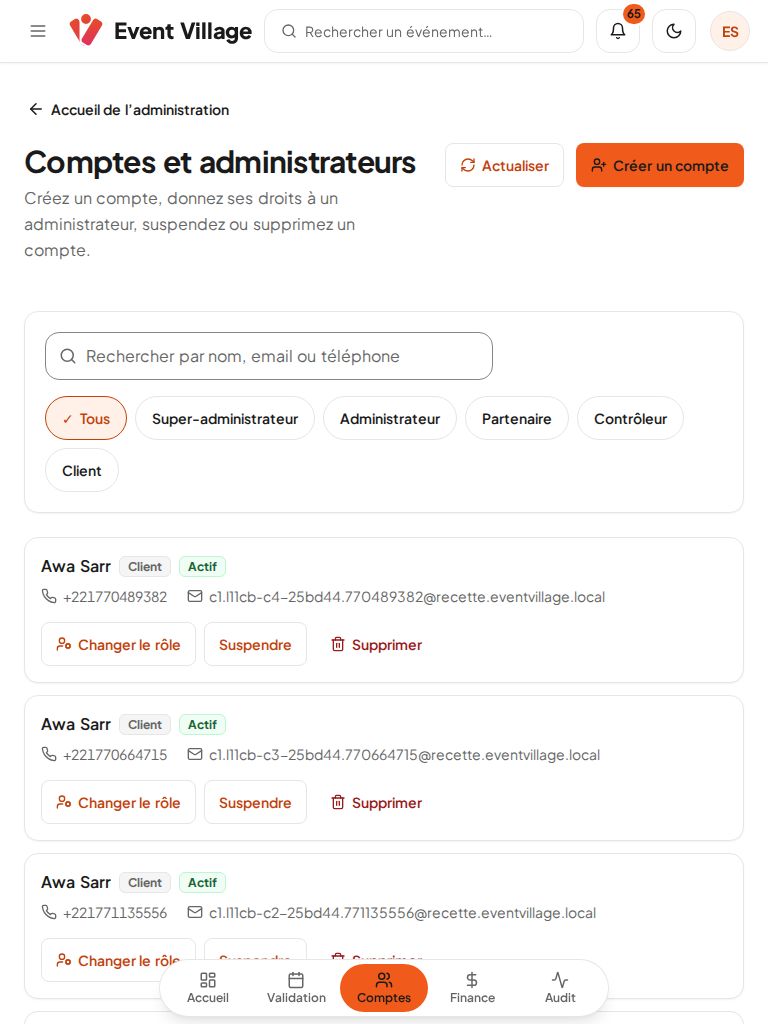 Event Village
Rechercher un événement...
65
ES
Accueil de l'administration
Comptes et administrateurs
Actualiser
Créer un compte
Créez un compte, donnez ses droits à un
administrateur, suspendez ou supprimez un
compte.
Rechercher par nom, email ou téléphone
✓ Tous
Super-administrateur
Administrateur
Partenaire
Contrôleur
Client
Awa Sarr Client Actif
+221770489382 c1.l11cb-c4-25bd44.770489382@recette.eventvillage.local
Changer le rôle Suspendre Supprimer
Awa Sarr Client Actif
+221770664715 c1.l11cb-c3-25bd44.770664715@recette.eventvillage.local
Changer le rôle Suspendre Supprimer
Awa Sarr Client Actif
+221771135556 c1.l11cb-c2-25bd44.771135556@recette.eventvillage.local
Changer le rôle Suspendre Supprimer
Accueil Validation Comptes Finance Audit